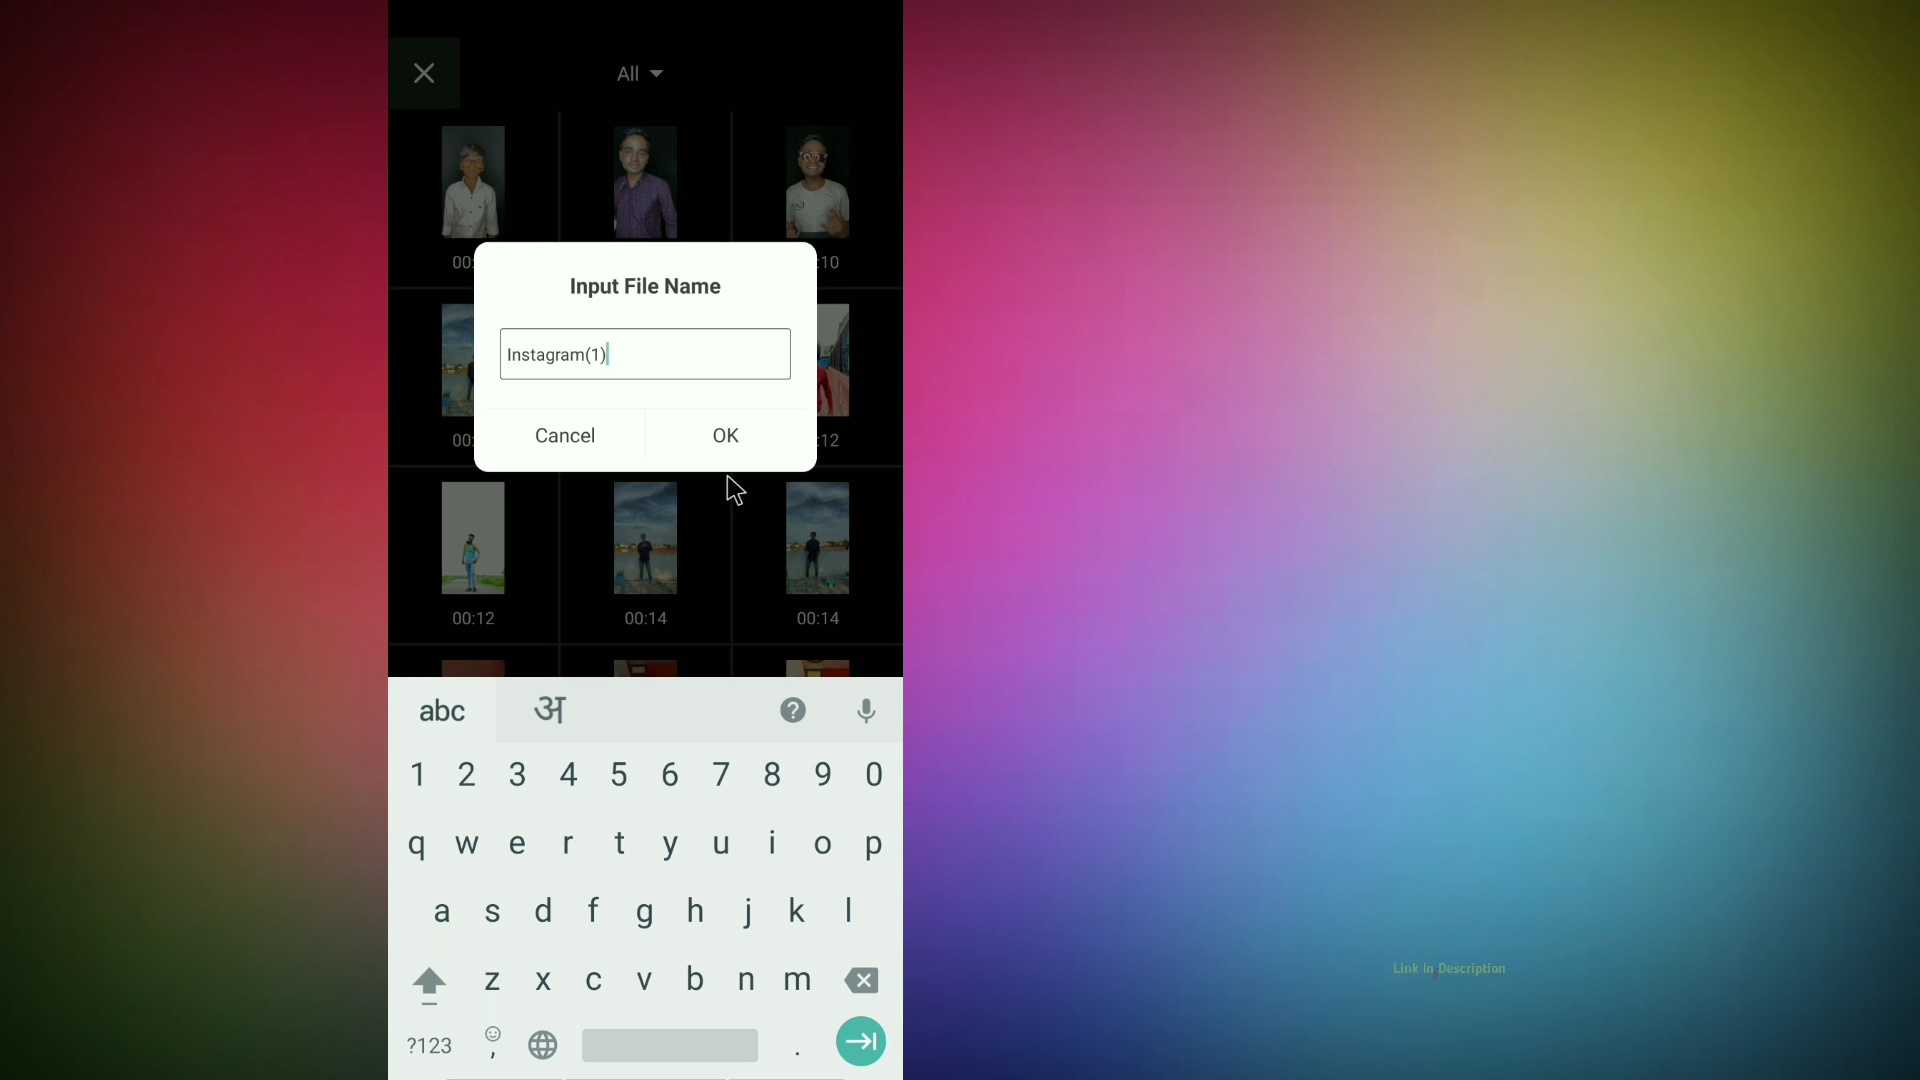 All
00:
:10
Input File Name
Instagram(1)
Cancel OK
00: :12
00:12 00:14 00:14
abc अ ?
1 2 3 4 5 6 7 8 9 0
q w e r t y u i o p
a s d f g h j k l
z x c v b n m
?123 , .
Link In Description